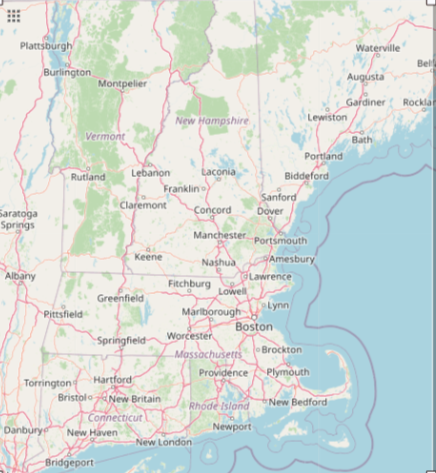 Plattsburgh
Waterville
Burlington
Montpelier
Augusta
Belf
Gardiner
Rockla
Lewiston
New Hampshire
Vermont
Bath
Portland
Rutland
Lebanon
Laconia
Biddeford
Franklin
Sanford
Claremont
Concord
Dover
Saratoga
Springs
Manchester
Portsmouth
Keene
Nashua
Amesbury
Albany
Lawrence
Fitchburg
Lowell
Greenfield
Lynn
Pittsfield
Marlborough
Boston
Worcester
Springfield
Brockton
Massachusetts
Providence
Plymouth
Torrington
Hartford
Bristol
New Britain
New Bedford
Rhode Island
Connecticut
Newport
Danbury
New Haven
New London
Bridgeport